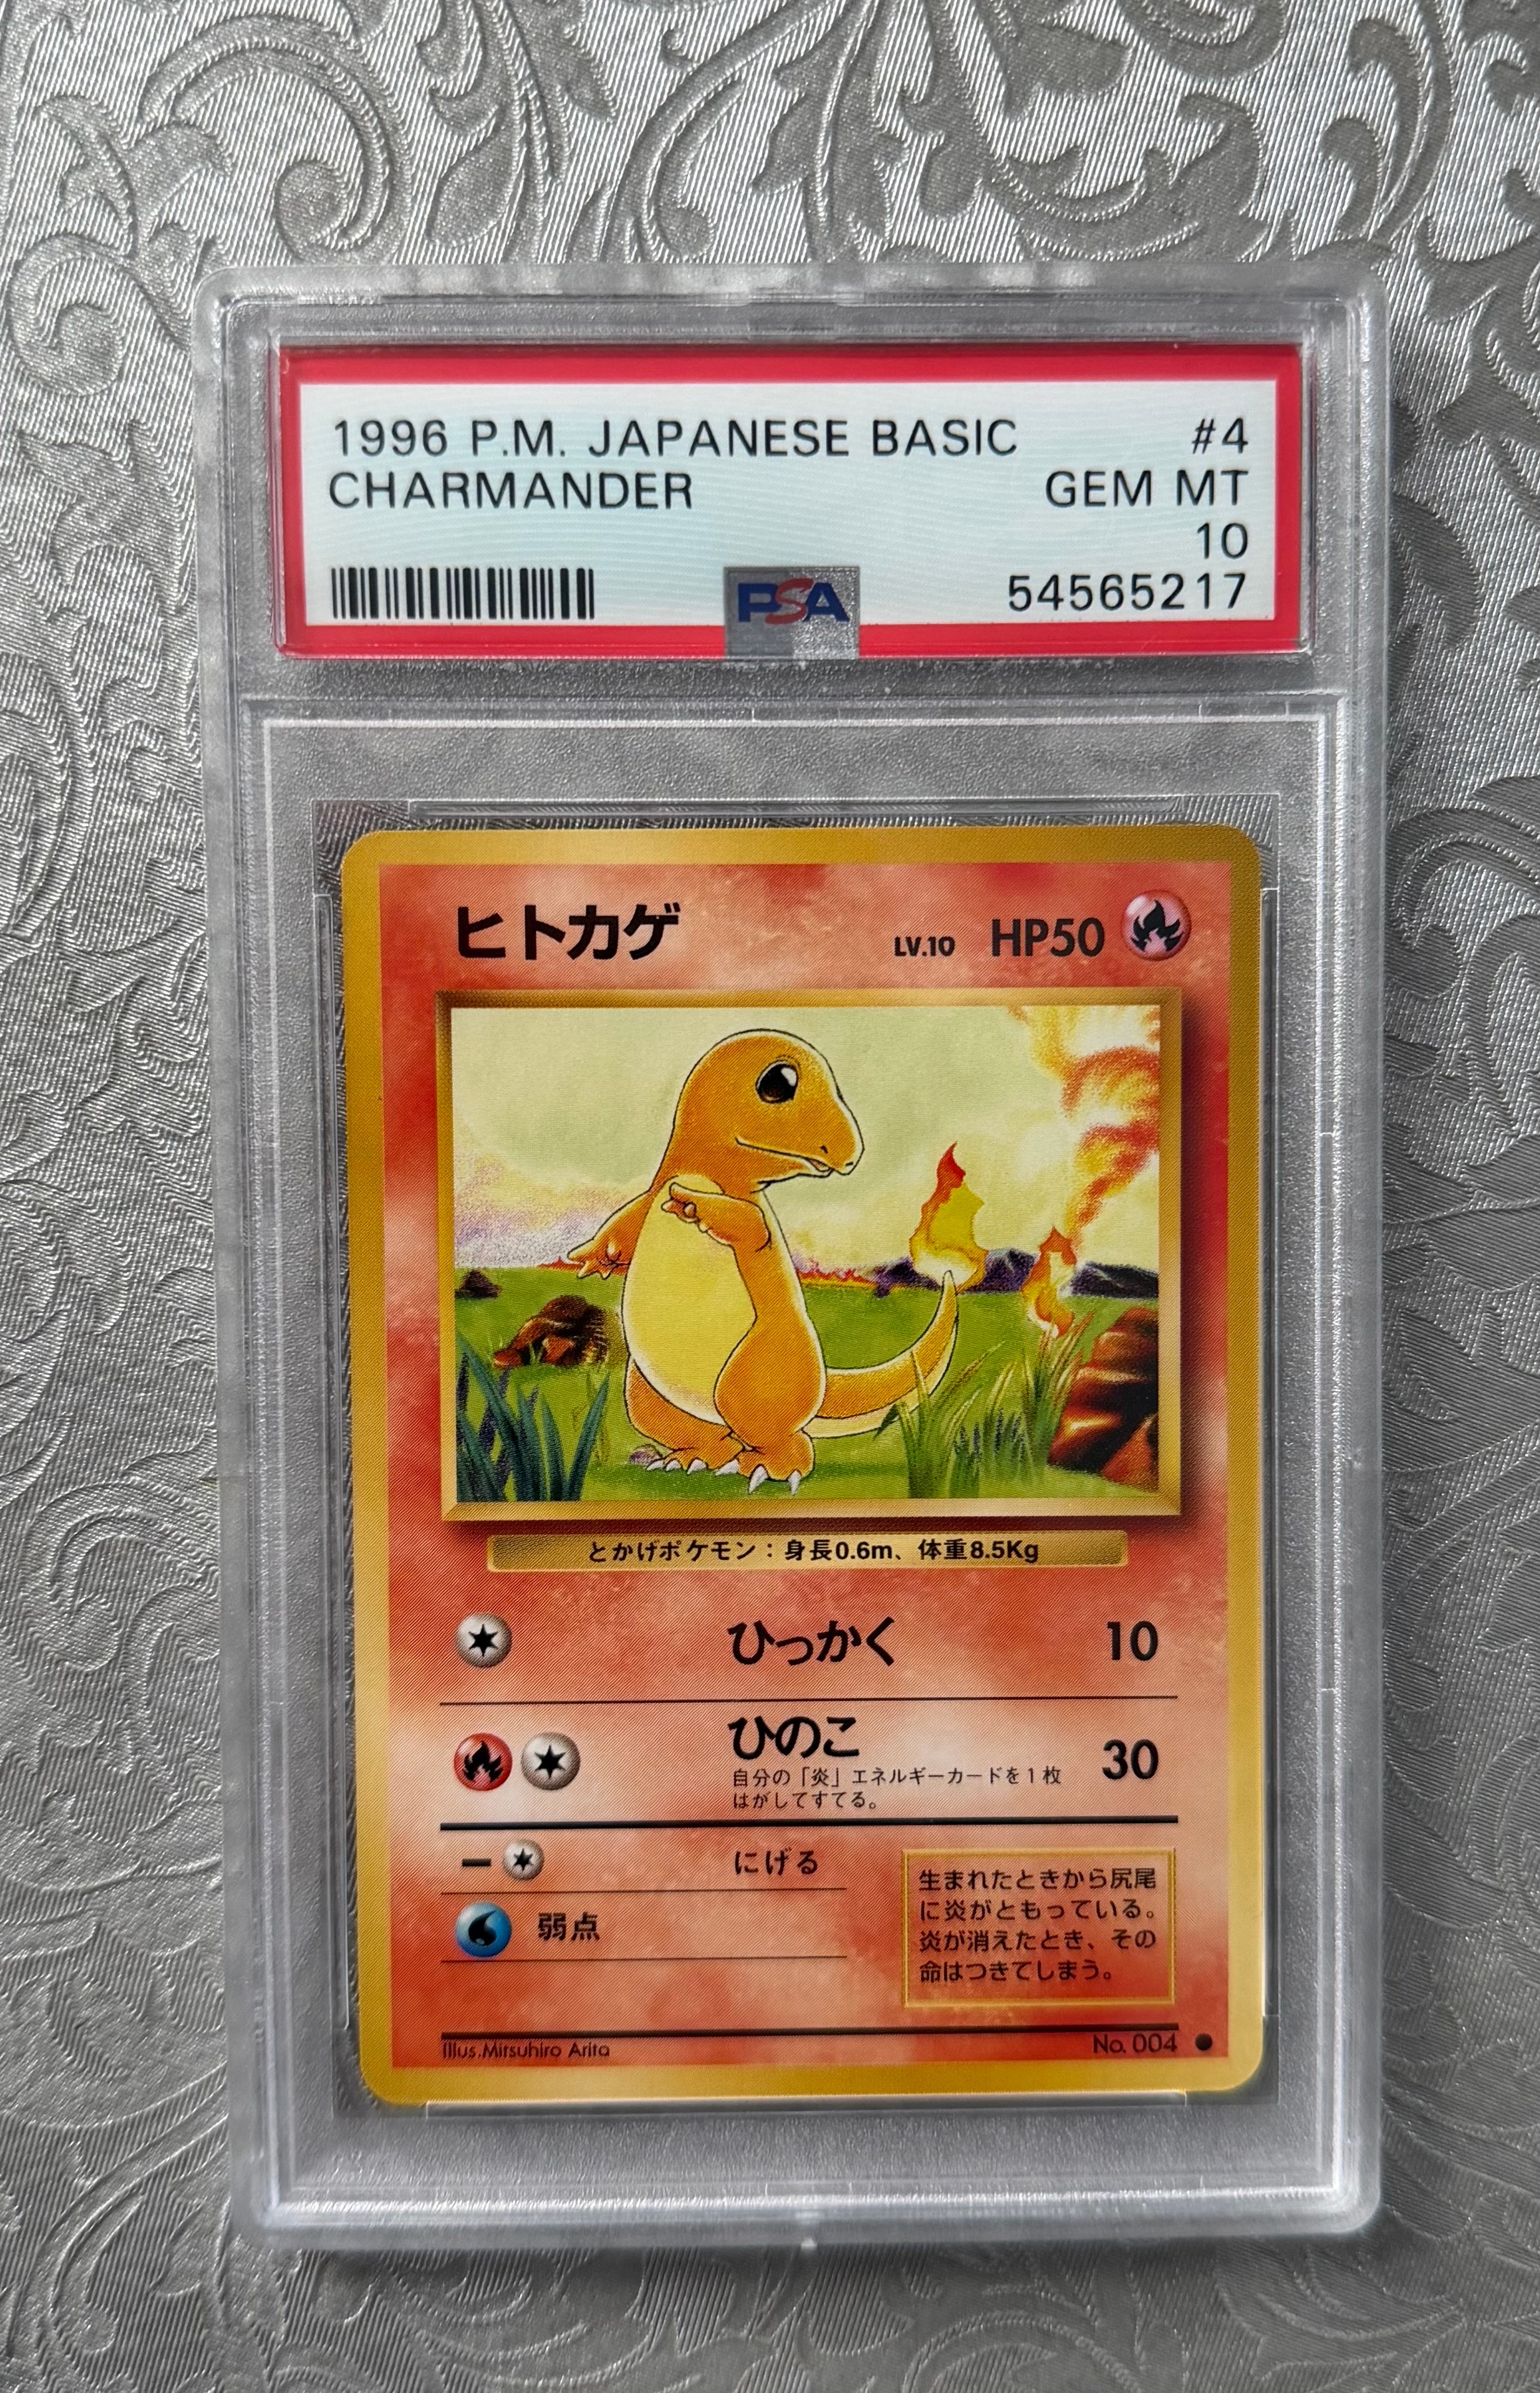 1996 P.M. JAPANESE BASIC #4
CHARMANDER GEM MT
10
PSA 54565217
ヒトカゲ LV.10 HP50
とかげポケモン：身長0.6m、体重8.5Kg
ひっかく 10
ひのこ 30
自分の「炎」エネルギーカードを1枚
はがしてすてる。
にげる
弱点
生まれたときから尻尾
に炎がともっている。
炎が消えたとき、その
命はつきてしまう。
Illus.Mitsuhiro Arita No. 004